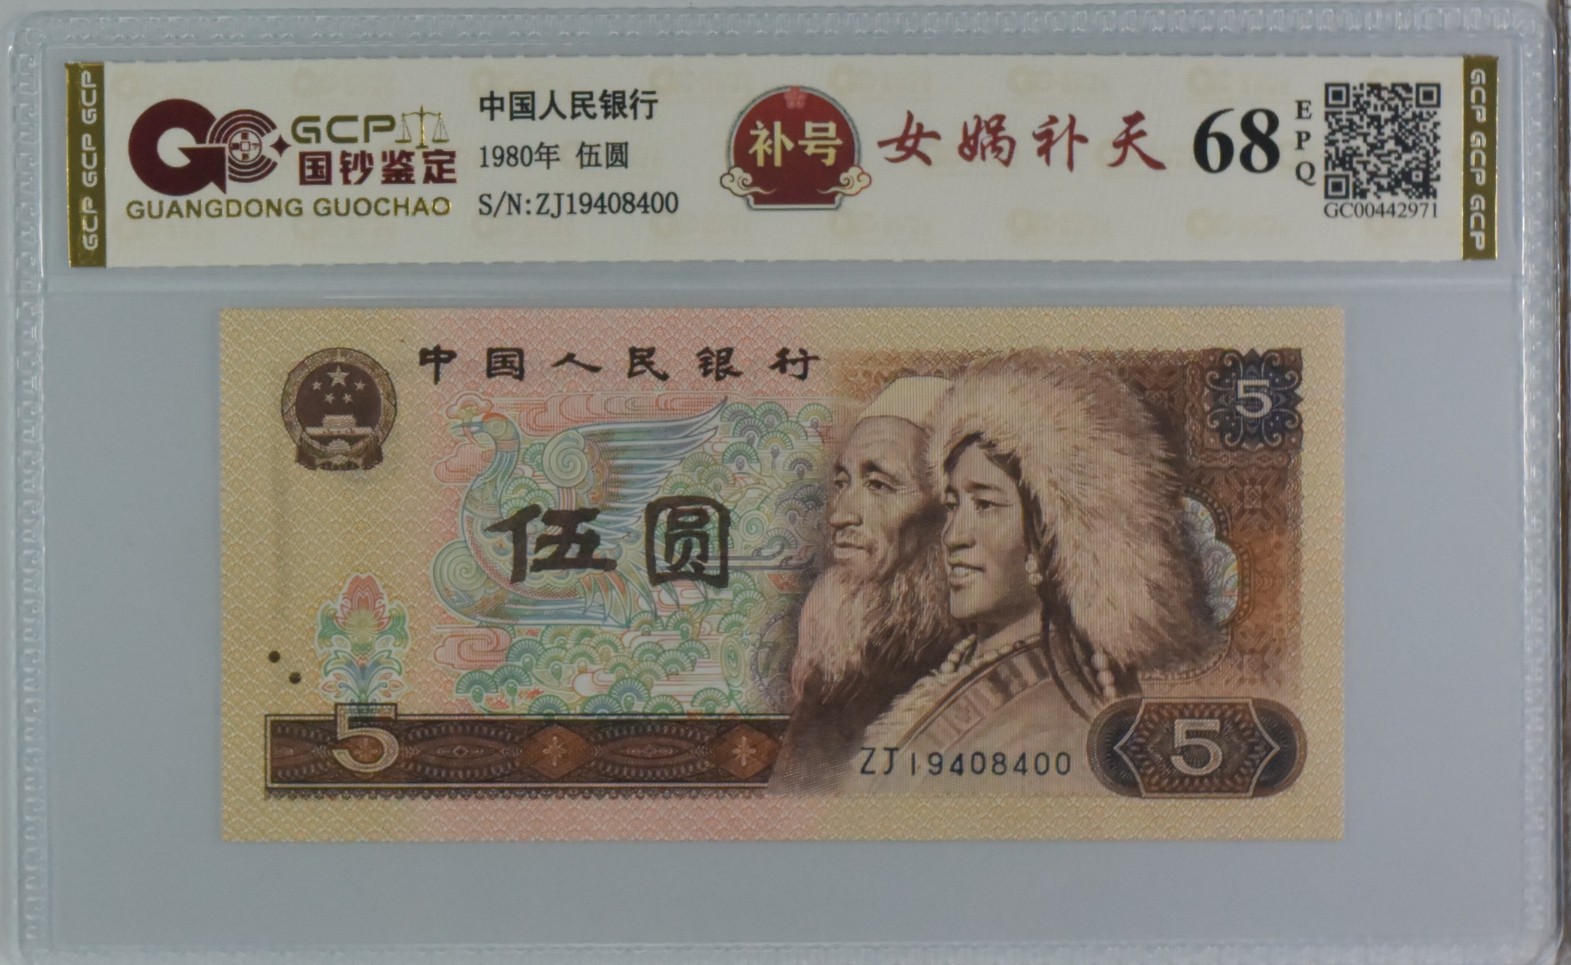 GCP GCP GCP
GCP
国钞鉴定
GUANGDONG GUOCHAO
中国人民银行
1980年 伍圆
S/N:ZJ19408400
补号
女娲补天
68
EPQ
GC00442971
GCP GCP GCP
中国人民银行
5
伍圆
5
ZJ19408400
5